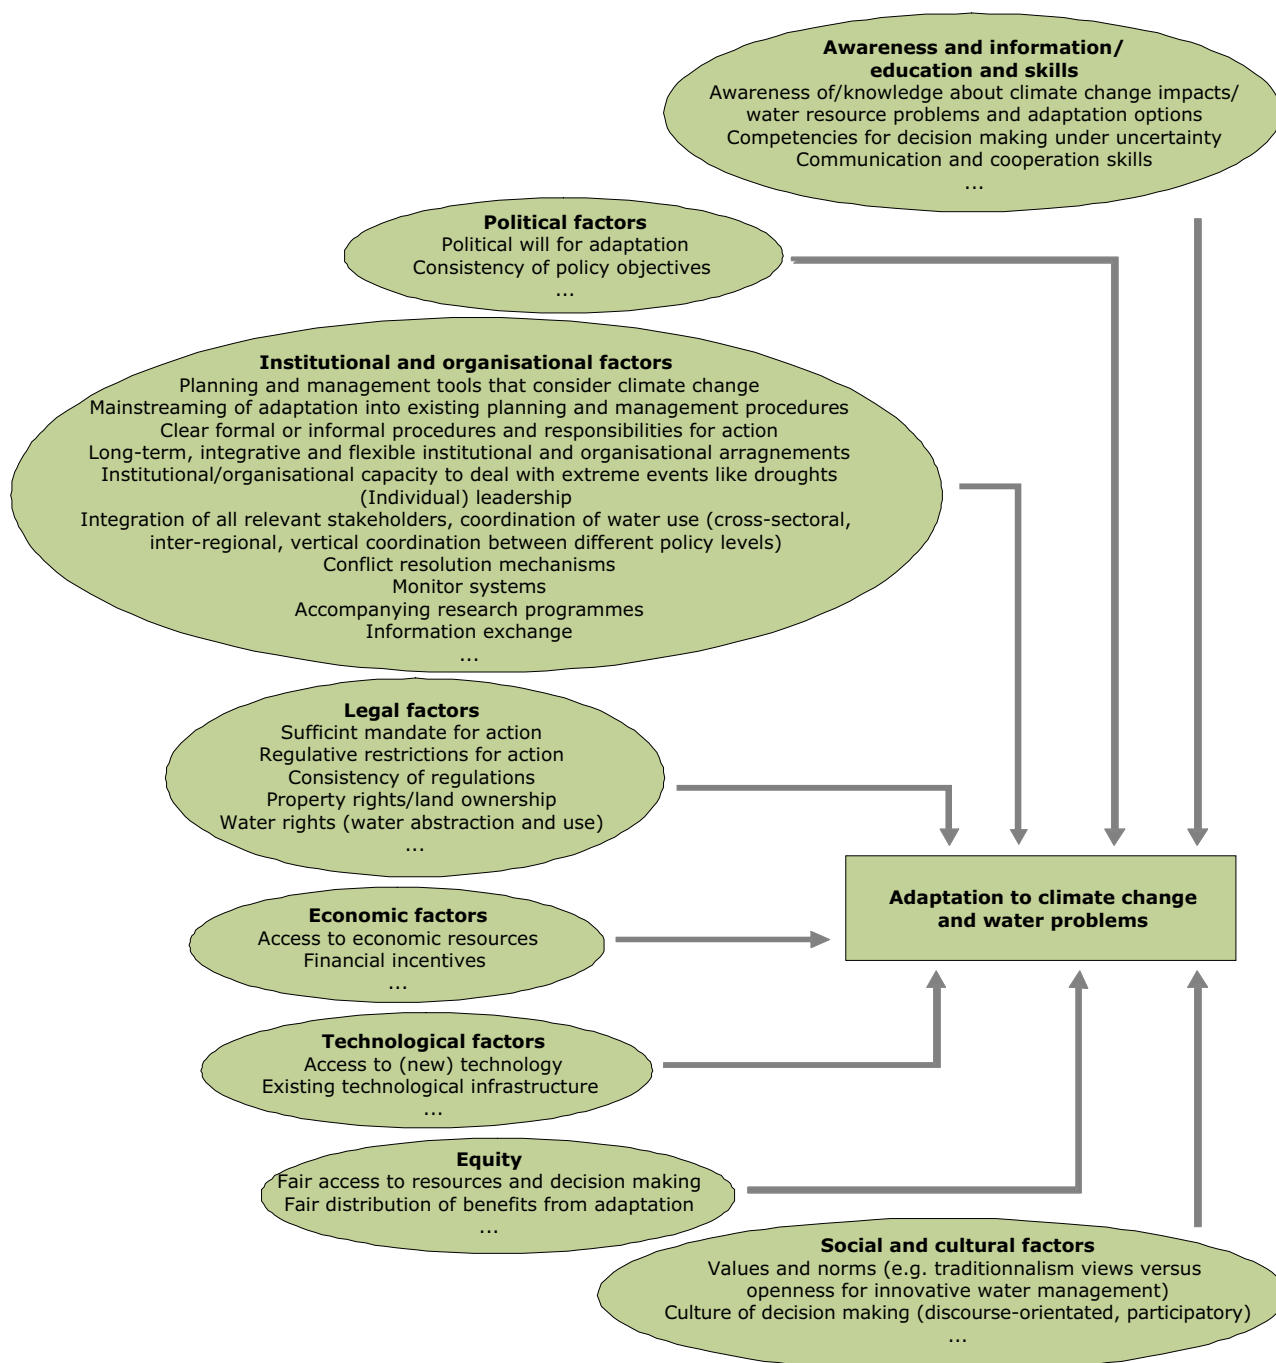 Awareness and information/
education and skills
Awareness of/knowledge about climate change impacts/
water resource problems and adaptation options
Competencies for decision making under uncertainty
Communication and cooperation skills
...
Political factors
Political will for adaptation
Consistency of policy objectives
...
Institutional and organisational factors
Planning and management tools that consider climate change
Mainstreaming of adaptation into existing planning and management procedures
Clear formal or informal procedures and responsibilities for action
Long-term, integrative and flexible institutional and organisational arragnements
Institutional/organisational capacity to deal with extreme events like droughts
(Individual) leadership
Integration of all relevant stakeholders, coordination of water use (cross-sectoral,
inter-regional, vertical coordination between different policy levels)
Conflict resolution mechanisms
Monitor systems
Accompanying research programmes
Information exchange
...
Legal factors
Sufficint mandate for action
Regulative restrictions for action
Consistency of regulations
Property rights/land ownership
Water rights (water abstraction and use)
...
Adaptation to climate change
and water problems
Economic factors
Access to economic resources
Financial incentives
...
Technological factors
Access to (new) technology
Existing technological infrastructure
...
Equity
Fair access to resources and decision making
Fair distribution of benefits from adaptation
...
Social and cultural factors
Values and norms (e.g. traditionnalism views versus
openness for innovative water management)
Culture of decision making (discourse-orientated, participatory)
...